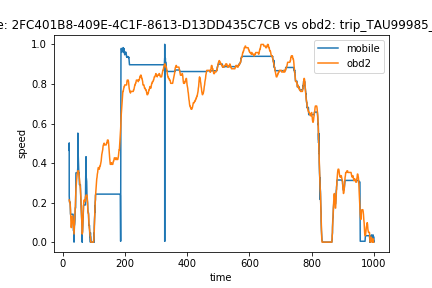 e: 2FC401B8-409E-4C1F-8613-D13DD435C7CB vs obd2: trip_TAU99985_
mobile
obd2
1.0
0.8
0.6
0.4
0.2
0.0
speed
0 200 400 600 800 1000
time